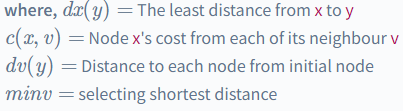 where, dx(y) = The least distance from x to y
c(x, v) = Node x's cost from each of its neighbour v
dv(y) = Distance to each node from initial node
minv = selecting shortest distance